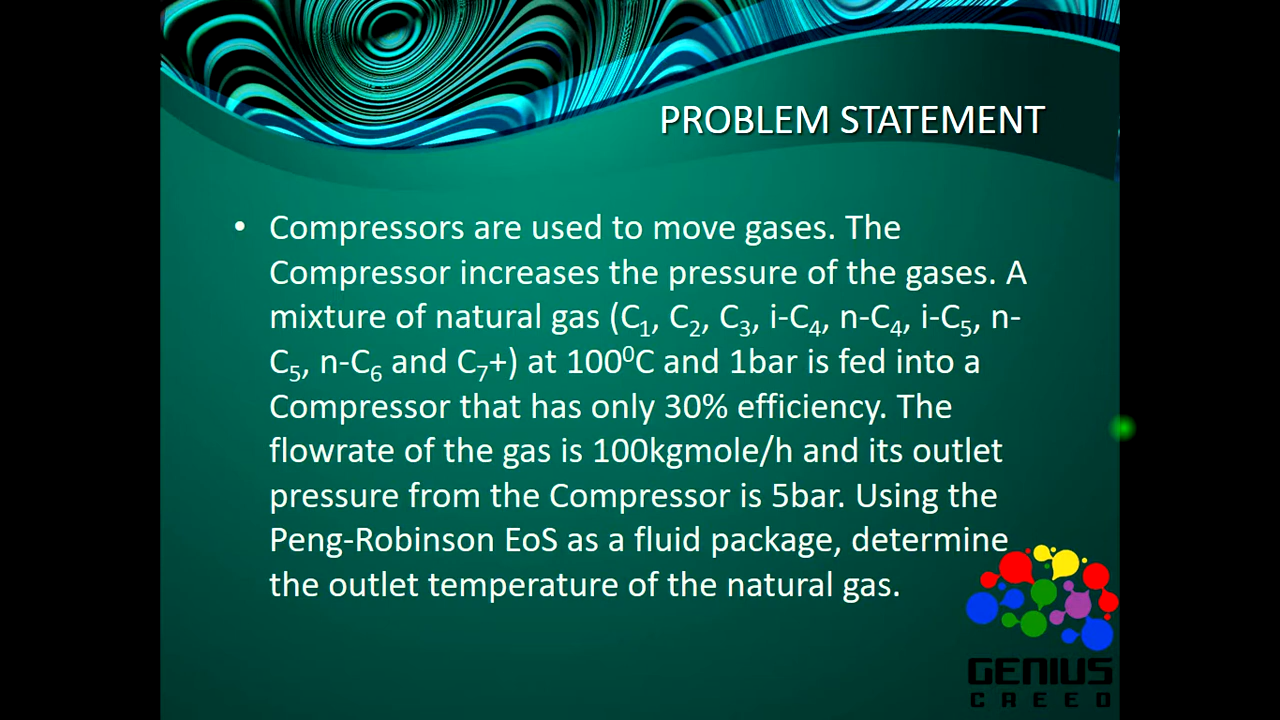 PROBLEM STATEMENT
• Compressors are used to move gases. The
Compressor increases the pressure of the gases. A
mixture of natural gas (C₁, C₂, C₃, i-C₄, n-C₄, i-C₅, n-
C₅, n-C₆ and C₇+) at 100⁰C and 1bar is fed into a
Compressor that has only 30% efficiency. The
flowrate of the gas is 100kgmole/h and its outlet
pressure from the Compressor is 5bar. Using the
Peng-Robinson EoS as a fluid package, determine
the outlet temperature of the natural gas.
GENIUS
CREED